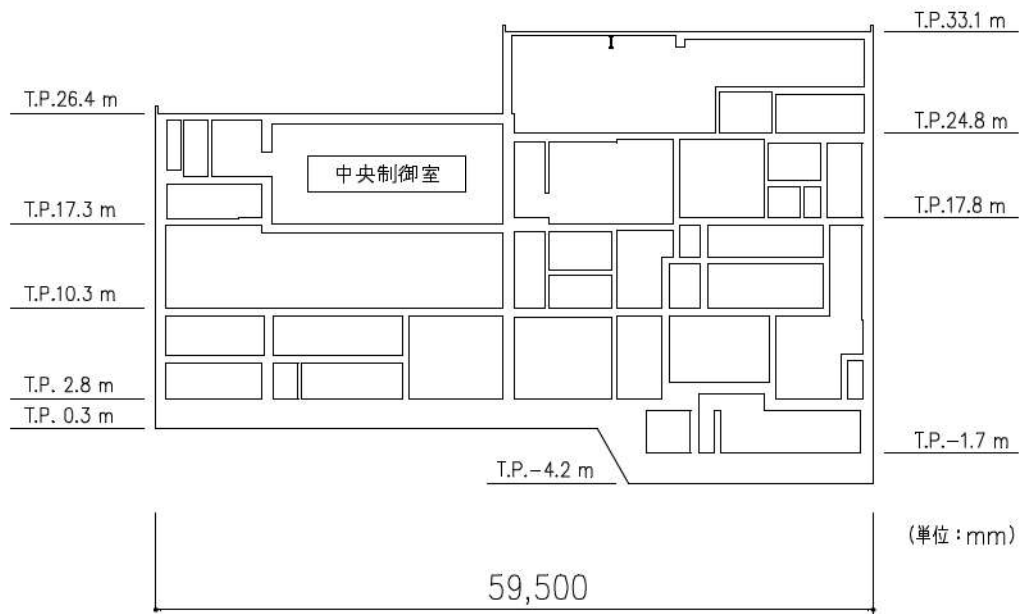 T.P.33.1 m
T.P.26.4 m
T.P.24.8 m
中央制御室
T.P.17.3 m
T.P.17.8 m
T.P.10.3 m
T.P. 2.8 m
T.P. 0.3 m
T.P.-1.7 m
T.P.-4.2 m
(単位：mm)
59,500